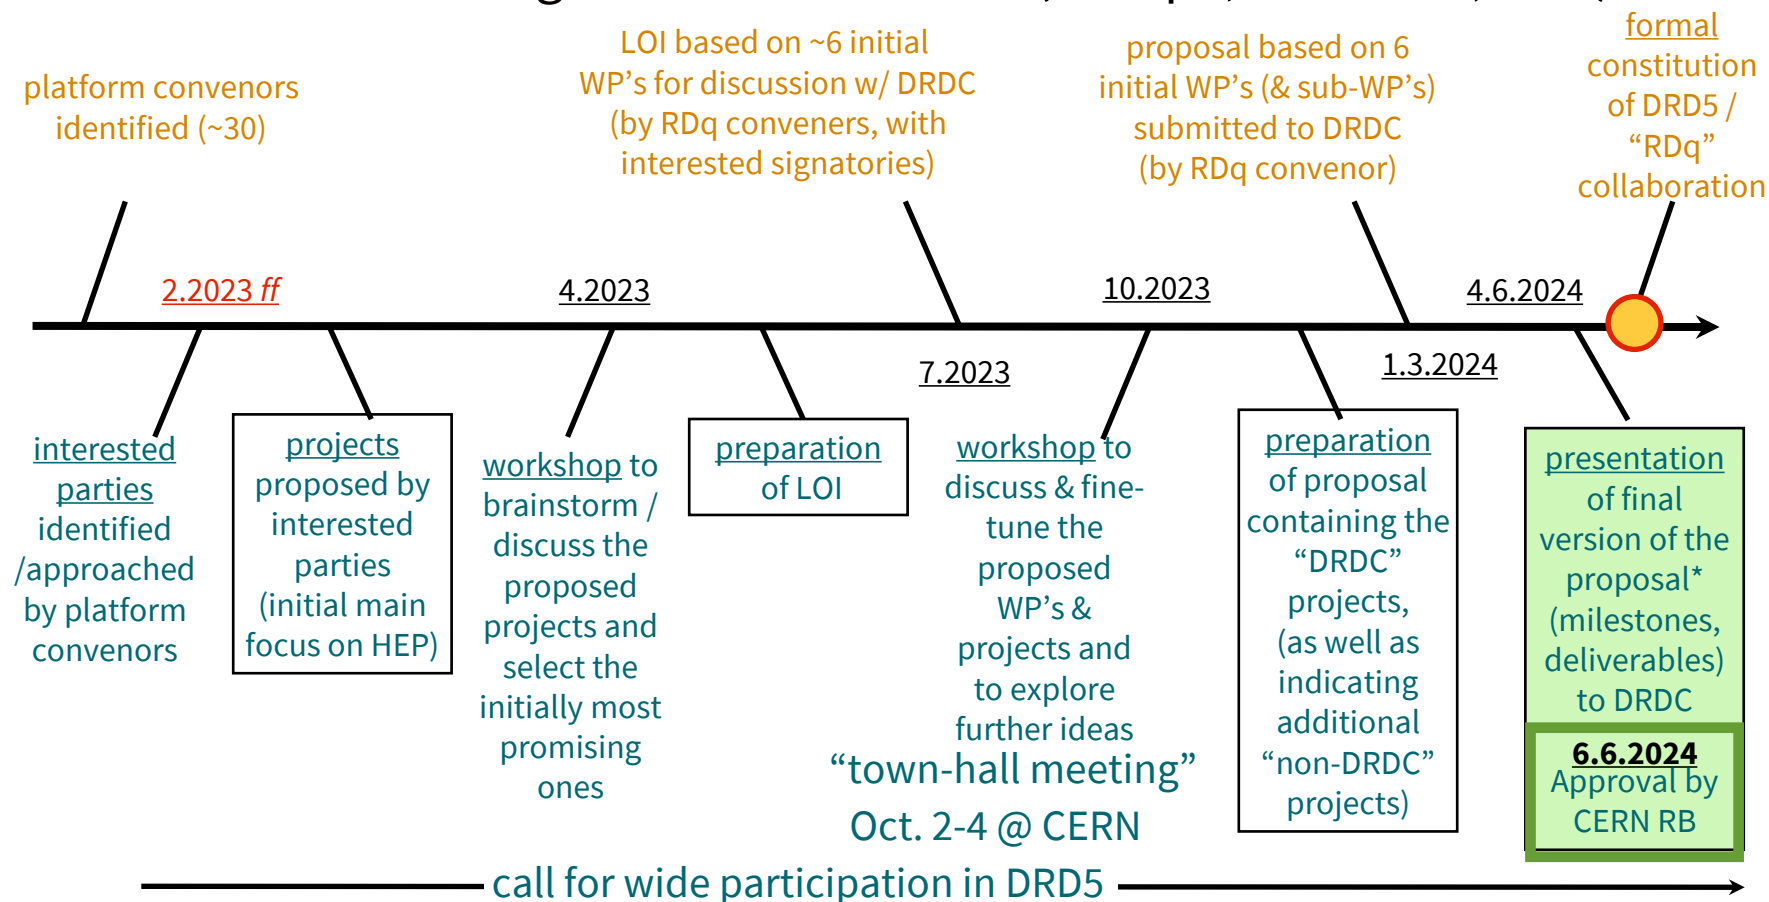 platform convenors
identified (~30)
LOI based on ~6 initial
WP's for discussion w/ DRDC
(by RDq conveners, with
interested signatories)
proposal based on 6
initial WP's (& sub-WP's)
submitted to DRDC
(by RDq convenor)
formal
constitution
of DRD5 /
“RDq”
collaboration
2.2023 ff
4.2023
10.2023
4.6.2024
7.2023
1.3.2024
interested
parties
identified
/approached
by platform
convenors
projects
proposed by
interested
parties
(initial main
focus on HEP)
workshop to
brainstorm /
discuss the
proposed
projects and
select the
initially most
promising
ones
preparation
of LOI
workshop to
discuss & fine-
tune the
proposed
WP's &
projects and
to explore
further ideas
“town-hall meeting”
Oct. 2-4 @ CERN
preparation
of proposal
containing the
“DRDC”
projects,
(as well as
indicating
additional
“non-DRDC”
projects)
presentation
of final
version of the
proposal*
(milestones,
deliverables)
to DRDC
6.6.2024
Approval by
CERN RB
call for wide participation in DRD5